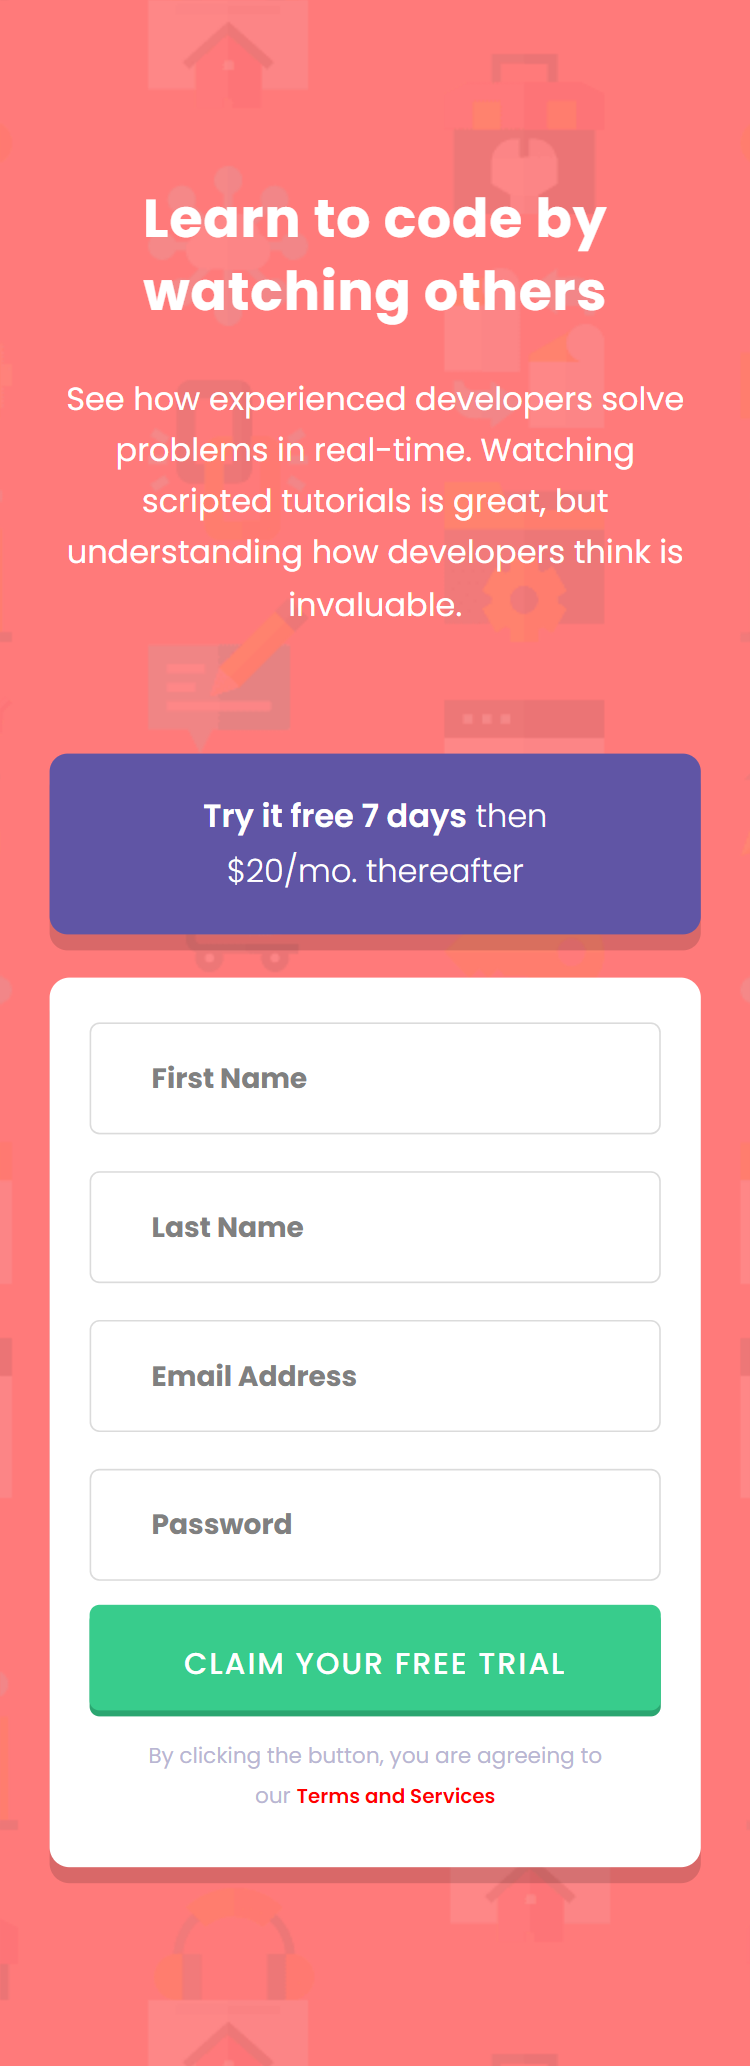 Learn to code by
watching others
See how experienced developers solve
problems in real-time. Watching
scripted tutorials is great, but
understanding how developers think is
invaluable.
Try it free 7 days then
$20/mo. thereafter
First Name
Last Name
Email Address
Password
CLAIM YOUR FREE TRIAL
By clicking the button, you are agreeing to
our Terms and Services